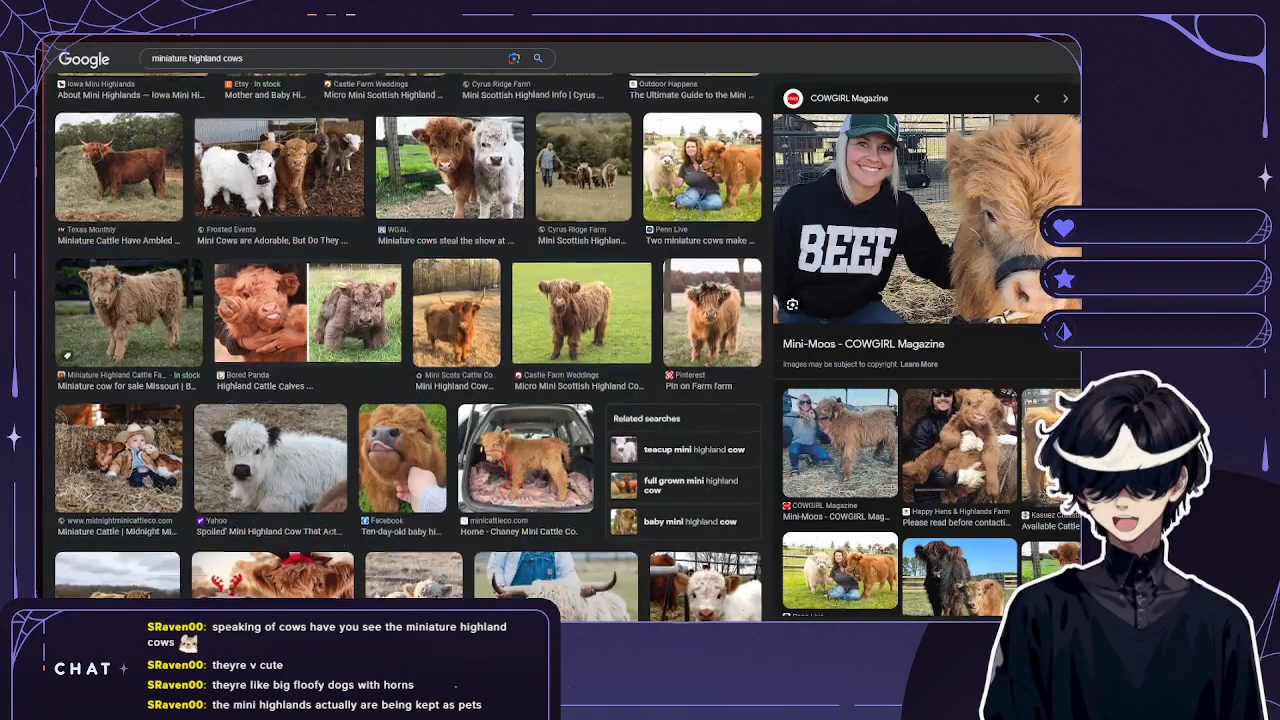 Google
miniature highland cows
Iowa Mini Highlands
About Mini Highlands — Iowa Mini Hi...
Etsy · In stock
Mother and Baby Hi...
Castle Farm Weddings
Micro Mini Scottish Highland ...
Cyrus Ridge Farm
Mini Scottish Highland Info | Cyrus ...
Outdoor Happens
The Ultimate Guide to the Mini ...
Texas Monthly
Miniature Cattle Have Ambled ...
Frosted Events
Mini Cows are Adorable, But Do They ...
WGAL
Miniature cows steal the show at ...
Cyrus Ridge Farm
Mini Scottish Highlan...
Penn Live
Two miniature cows make ...
Miniature Highland Cattle Fa... · In stock
Miniature cow for sale Missouri | B...
Bored Panda
Highland Cattle Calves ...
Mini Scots Cattle Co.
Mini Highland Cow...
Castle Farm Weddings
Micro Mini Scottish Highland Co...
Pinterest
Pin on Farm farm
www.midnightminicattleco.com
Miniature Cattle | Midnight Mi...
Yahoo
Spoiled' Mini Highland Cow That Act...
Facebook
Ten-day-old baby hi...
minicattleco.com
Home - Chaney Mini Cattle Co.
Related searches
teacup mini highland cow
full grown mini highland
cow
baby mini highland cow
COWGIRL Magazine
BEEF
Mini-Moos - COWGIRL Magazine
Images may be subject to copyright. Learn More
COWGIRL Magazine
Mini-Moos - COWGIRL Mag...
Happy Hens & Highlands Farm
Please read before contacti...
Available Cattle
Penn Live
CHAT
SRaven00: speaking of cows have you see the miniature highland
cows
SRaven00: theyre v cute
SRaven00: theyre like big floofy dogs with horns
SRaven00: the mini highlands actually are being kept as pets